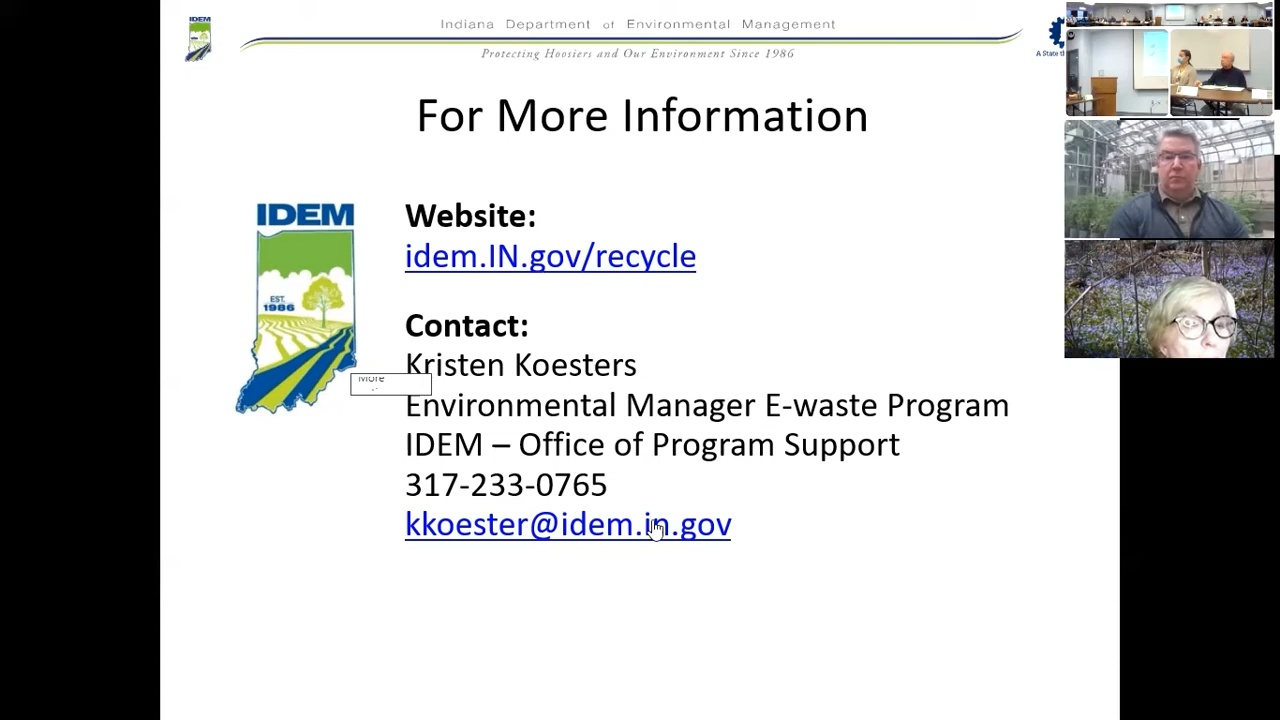 IDEM
Indiana Department of Environmental Management
Protecting Hoosiers and Our Environment Since 1986
A State th
For More Information
IDEM
EST.
1986
Website:
idem.IN.gov/recycle
Contact:
Kristen Koesters
More
Environmental Manager E-waste Program
IDEM – Office of Program Support
317-233-0765
kkoester@idem.in.gov